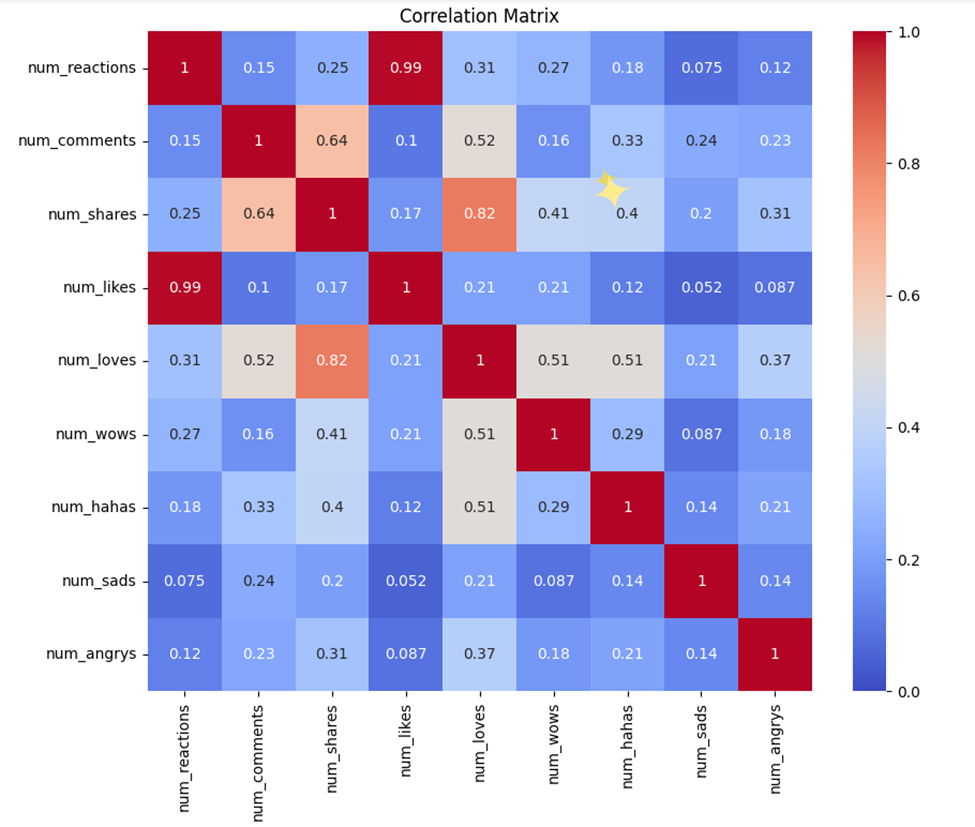 Correlation Matrix
num_reactions 1 0.15 0.25 0.99 0.31 0.27 0.18 0.075 0.12
num_comments 0.15 1 0.64 0.1 0.52 0.16 0.33 0.24 0.23
num_shares 0.25 0.64 1 0.17 0.82 0.41 0.4 0.2 0.31
num_likes 0.99 0.1 0.17 1 0.21 0.21 0.12 0.052 0.087
num_loves 0.31 0.52 0.82 0.21 1 0.51 0.51 0.21 0.37
num_wows 0.27 0.16 0.41 0.21 0.51 1 0.29 0.087 0.18
num_hahas 0.18 0.33 0.4 0.12 0.51 0.29 1 0.14 0.21
num_sads 0.075 0.24 0.2 0.052 0.21 0.087 0.14 1 0.14
num_angrys 0.12 0.23 0.31 0.087 0.37 0.18 0.21 0.14 1
num_reactions num_comments num_shares num_likes num_loves num_wows num_hahas num_sads num_angrys
1.0
0.8
0.6
0.4
0.2
0.0